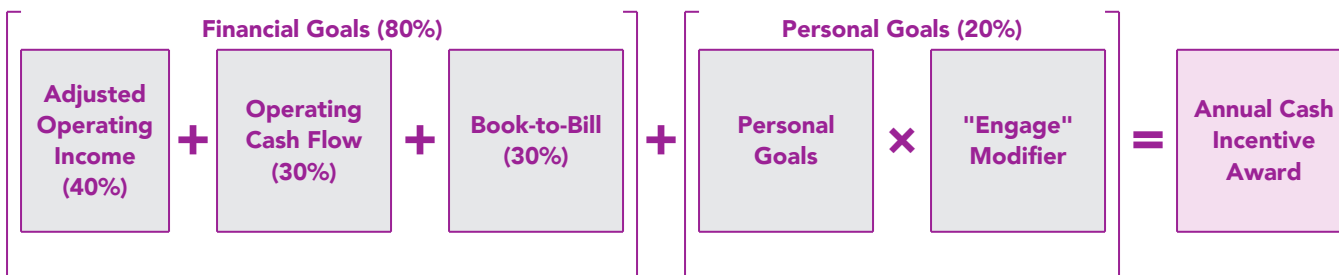 Financial Goals (80%)
Adjusted
Operating
Income
(40%)
+
Operating
Cash Flow
(30%)
+
Book-to-Bill
(30%)
+
Personal Goals (20%)
Personal
Goals
×
"Engage"
Modifier
=
Annual Cash
Incentive
Award